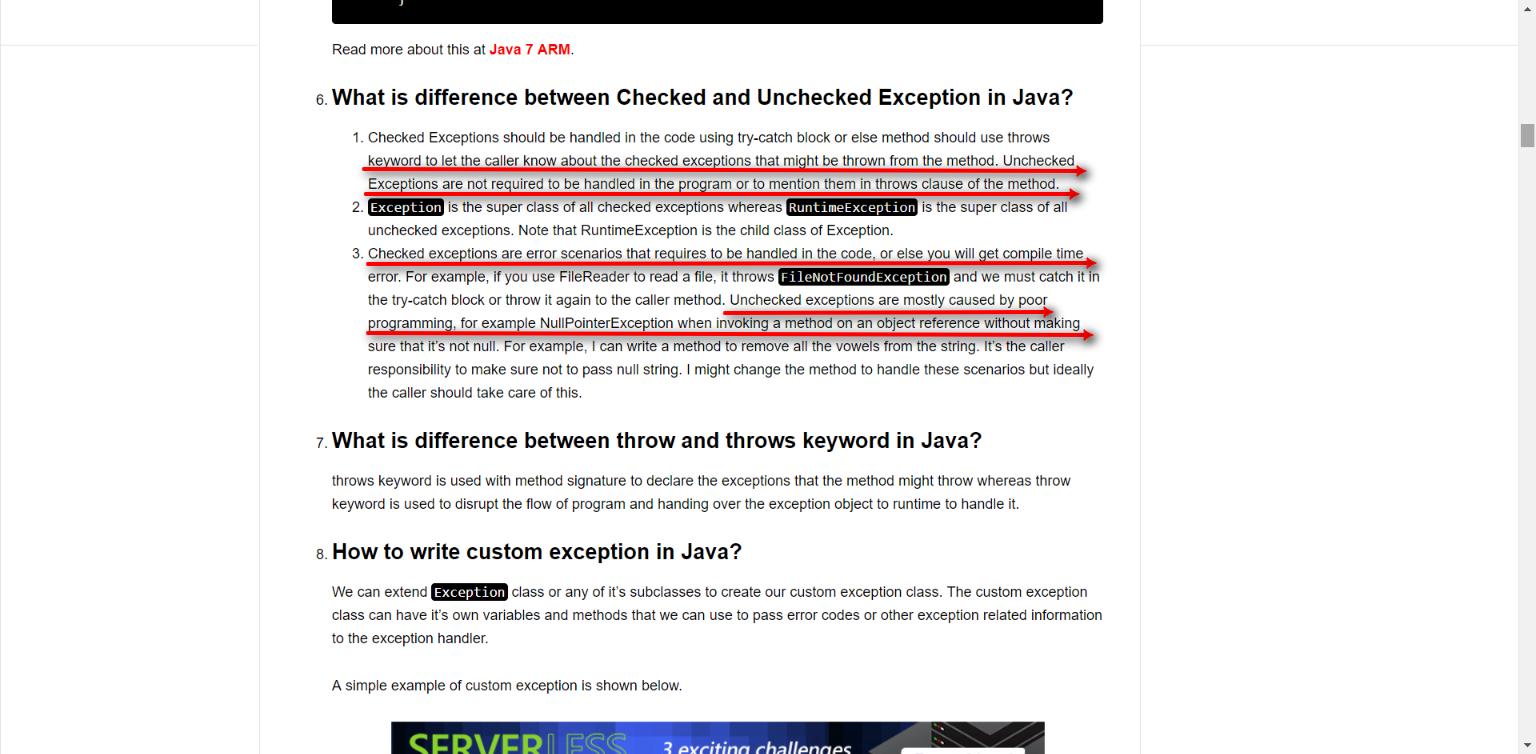 }
Read more about this at Java 7 ARM.
6. What is difference between Checked and Unchecked Exception in Java?
1. Checked Exceptions should be handled in the code using try-catch block or else method should use throws
keyword to let the caller know about the checked exceptions that might be thrown from the method. Unchecked
Exceptions are not required to be handled in the program or to mention them in throws clause of the method.
2. Exception is the super class of all checked exceptions whereas RuntimeException is the super class of all
unchecked exceptions. Note that RuntimeException is the child class of Exception.
3. Checked exceptions are error scenarios that requires to be handled in the code, or else you will get compile time
error. For example, if you use FileReader to read a file, it throws FileNotFoundException and we must catch it in
the try-catch block or throw it again to the caller method. Unchecked exceptions are mostly caused by poor
programming, for example NullPointerException when invoking a method on an object reference without making
sure that it’s not null. For example, I can write a method to remove all the vowels from the string. It’s the caller
responsibility to make sure not to pass null string. I might change the method to handle these scenarios but ideally
the caller should take care of this.
7. What is difference between throw and throws keyword in Java?
throws keyword is used with method signature to declare the exceptions that the method might throw whereas throw
keyword is used to disrupt the flow of program and handing over the exception object to runtime to handle it.
8. How to write custom exception in Java?
We can extend Exception class or any of it’s subclasses to create our custom exception class. The custom exception
class can have it’s own variables and methods that we can use to pass error codes or other exception related information
to the exception handler.
A simple example of custom exception is shown below.
SERVERLESS 3 exciting challenges